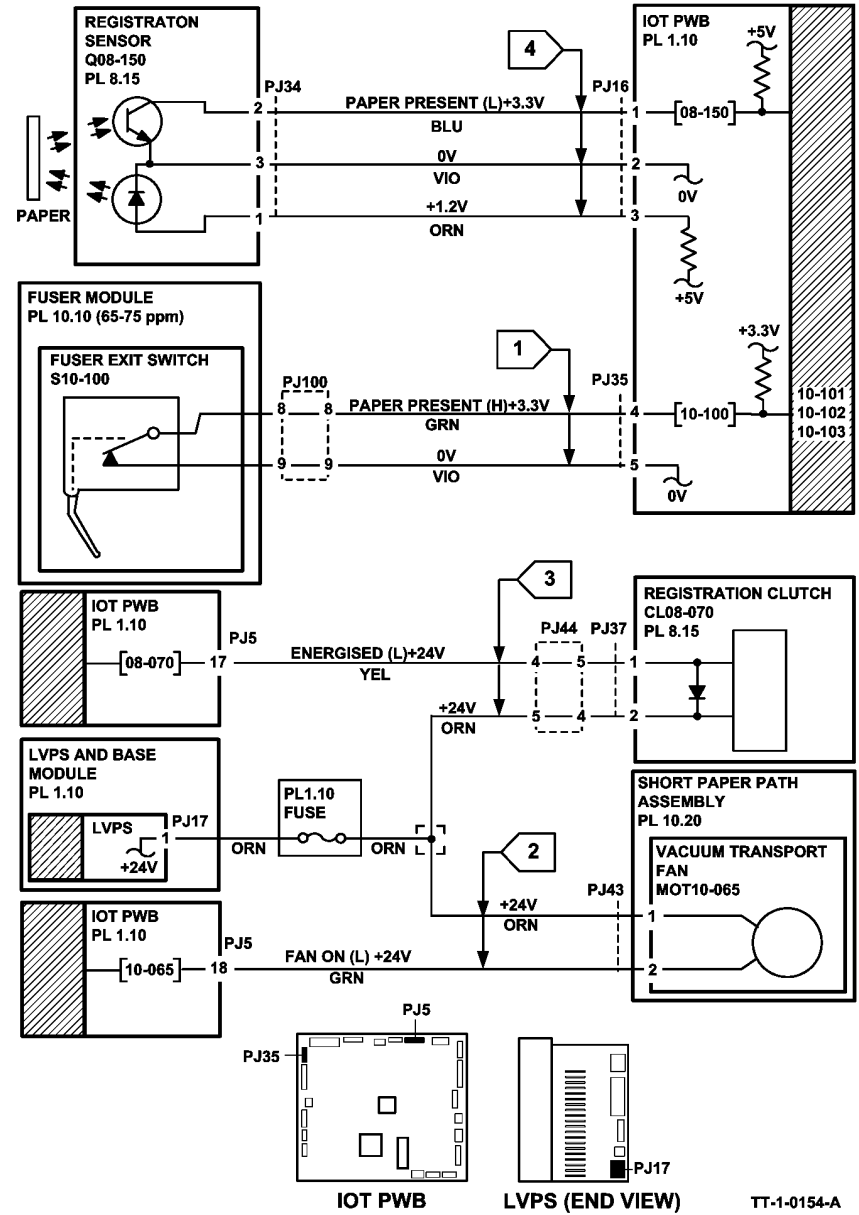 REGISTRATON
SENSOR
Q08-150
PL 8.15
PJ34
2
3
1
PAPER
PAPER PRESENT (L)+3.3V
BLU
0V
VIO
+1.2V
ORN
4
PJ16
1
2
3
IOT PWB
PL 1.10
+5V
08-150
0V
+5V
FUSER MODULE
PL 10.10 (65-75 ppm)
FUSER EXIT SWITCH
S10-100
PJ100
8 8
9 9
PAPER PRESENT (H)+3.3V
GRN
0V
VIO
1
PJ35
4
5
+3.3V
10-100
0V
10-101
10-102
10-103
IOT PWB
PL 1.10
08-070
PJ5
17
ENERGISED (L)+24V
YEL
3
+24V
ORN
PJ44
4 5
5 4
PJ37
1
2
REGISTRATION CLUTCH
CL08-070
PL 8.15
LVPS AND BASE
MODULE
PL 1.10
LVPS
+24V
PJ17
1
ORN
PL1.10
FUSE
ORN
2
+24V
ORN
PJ43
1
2
SHORT PAPER PATH
ASSEMBLY
PL 10.20
VACUUM TRANSPORT
FAN
MOT10-065
IOT PWB
PL 1.10
10-065
PJ5
18
FAN ON (L) +24V
GRN
PJ5
PJ35
IOT PWB
PJ17
LVPS (END VIEW)
TT-1-0154-A